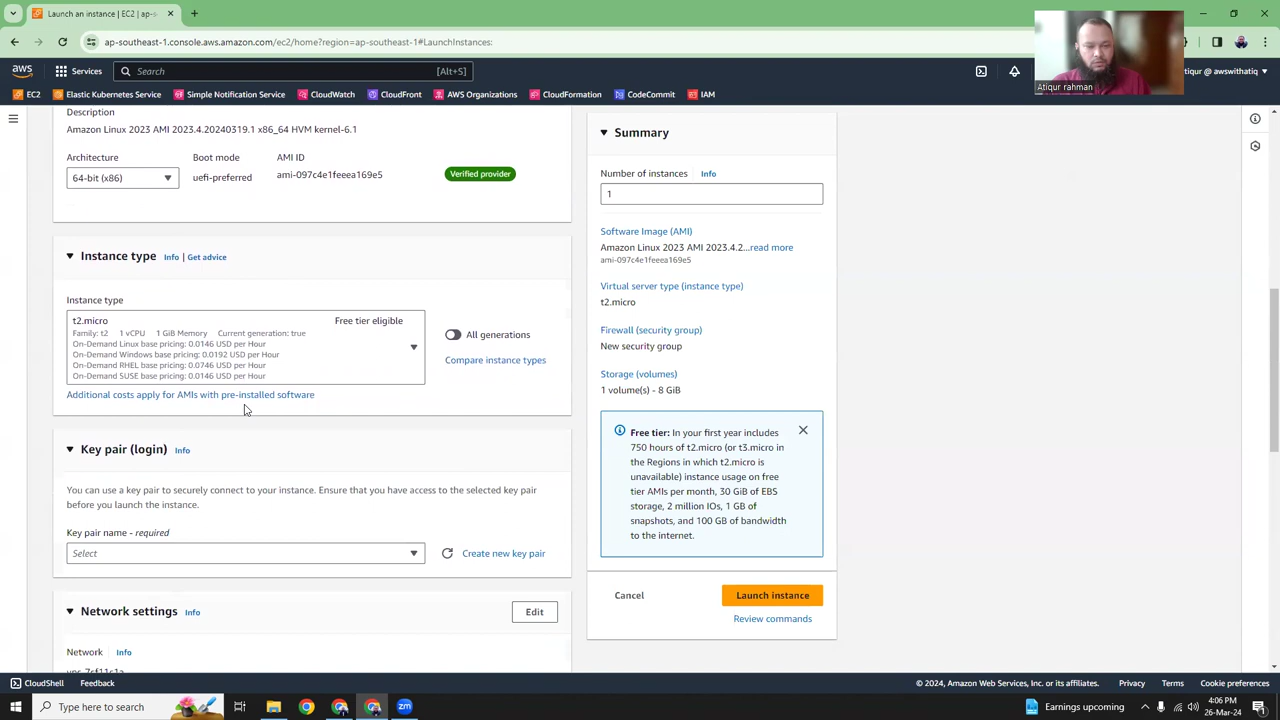 Launch an instance | EC2 | ap-s
ap-southeast-1.console.aws.amazon.com/ec2/home?region=ap-southeast-1#LaunchInstances:
Atiqur rahman
aws
Services
Search
[Alt+S]
tiqur @ awswithatiq
EC2
Elastic Kubernetes Service
Simple Notification Service
CloudWatch
CloudFront
AWS Organizations
CloudFormation
CodeCommit
IAM
Description
Amazon Linux 2023 AMI 2023.4.20240319.1 x86_64 HVM kernel-6.1
Architecture
Boot mode
AMI ID
64-bit (x86)
uefi-preferred
ami-097c4e1feeea169e5
Verified provider
Instance type
Info | Get advice
Instance type
t2.micro
Free tier eligible
Family: t2 1 vCPU 1 GiB Memory Current generation: true
On-Demand Linux base pricing: 0.0146 USD per Hour
On-Demand Windows base pricing: 0.0192 USD per Hour
On-Demand RHEL base pricing: 0.0746 USD per Hour
On-Demand SUSE base pricing: 0.0146 USD per Hour
All generations
Compare instance types
Additional costs apply for AMIs with pre-installed software
Key pair (login)
Info
You can use a key pair to securely connect to your instance. Ensure that you have access to the selected key pair
before you launch the instance.
Key pair name - required
Select
Create new key pair
Network settings
Info
Edit
Network
Info
Summary
Number of instances
Info
1
Software Image (AMI)
Amazon Linux 2023 AMI 2023.4.2...read more
ami-097c4e1feeea169e5
Virtual server type (instance type)
t2.micro
Firewall (security group)
New security group
Storage (volumes)
1 volume(s) - 8 GiB
Free tier: In your first year includes
750 hours of t2.micro (or t3.micro in
the Regions in which t2.micro is
unavailable) instance usage on free
tier AMIs per month, 30 GiB of EBS
storage, 2 million IOs, 1 GB of
snapshots, and 100 GB of bandwidth
to the internet.
Cancel
Launch instance
Review commands
CloudShell
Feedback
© 2024, Amazon Web Services, Inc. or its affiliates.
Privacy
Terms
Cookie preferences
Type here to search
zm
Earnings upcoming
4:06 PM
26-Mar-24